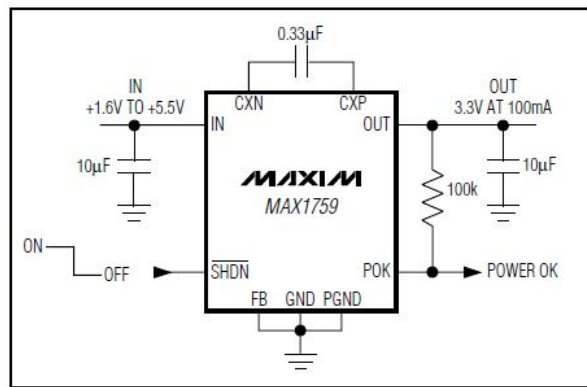 0.33µF
IN
+1.6V TO +5.5V
CXN
CXP
OUT
3.3V AT 100mA
IN
OUT
10µF
MAXIM
MAX1759
100k
10µF
ON
OFF
SHDN
POK
POWER OK
FB
GND
PGND